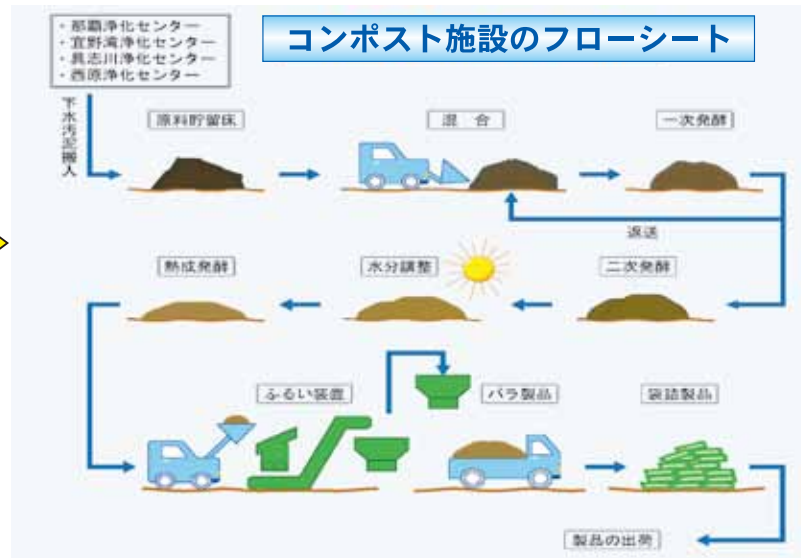 ・那覇浄化センター
・宜野湾浄化センター
・具志川浄化センター
・西原浄化センター
コンポスト施設のフローシート
下水汚泥搬入
原料貯留床
混 合
一次発酵
返送
熟成発酵
水分調整
二次発酵
ふるい装置
バラ製品
袋詰製品
製品の出荷